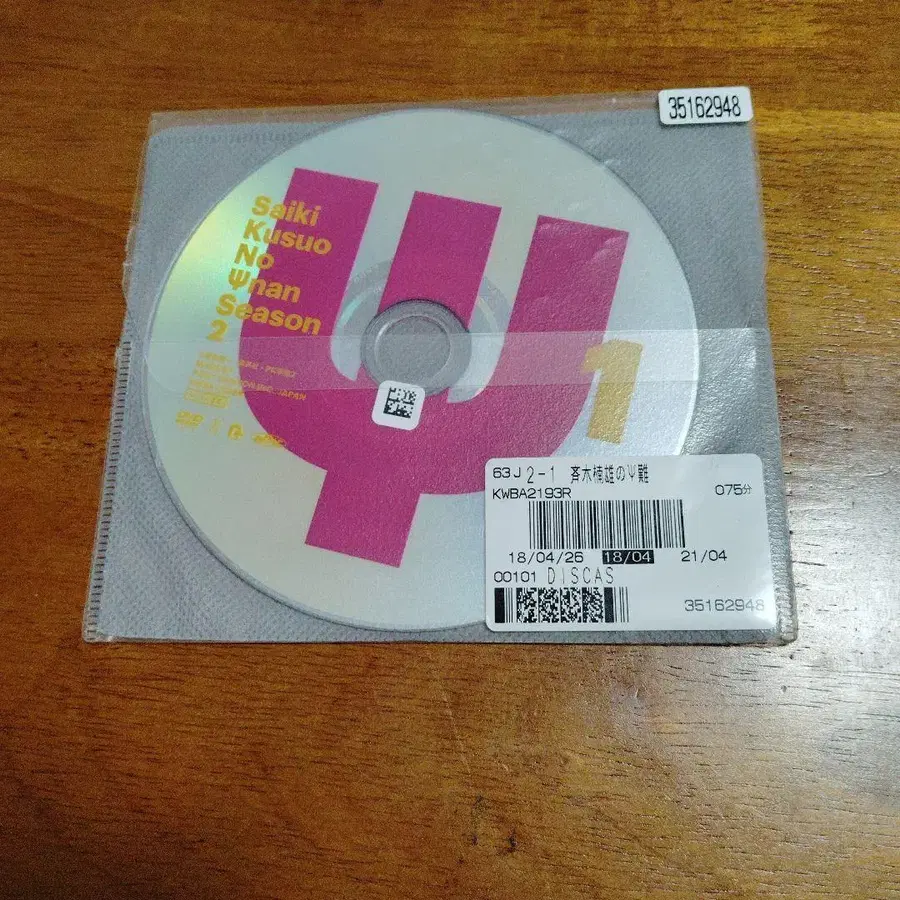 35162948
Saiki
Kusuo
No
Ψnan
Season
2
1
63J 2-1 斉木楠雄のΨ難
KWBA2193R 075分
18/04/26 18/04 21/04
00101 DISCAS
35162948